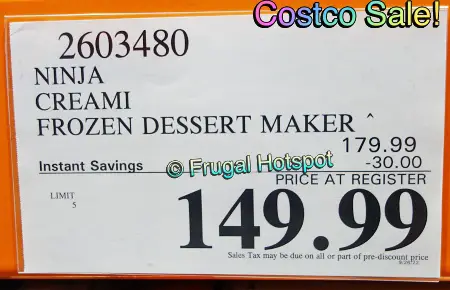 Costco Sale!
2603480
NINJA
CREAMI
FROZEN DESSERT MAKER ^
179.99
Instant Savings -30.00
© Frugal Hotspot
PRICE AT REGISTER
LIMIT
5
149.99
Sales Tax may be due on all or part of pre-discount price